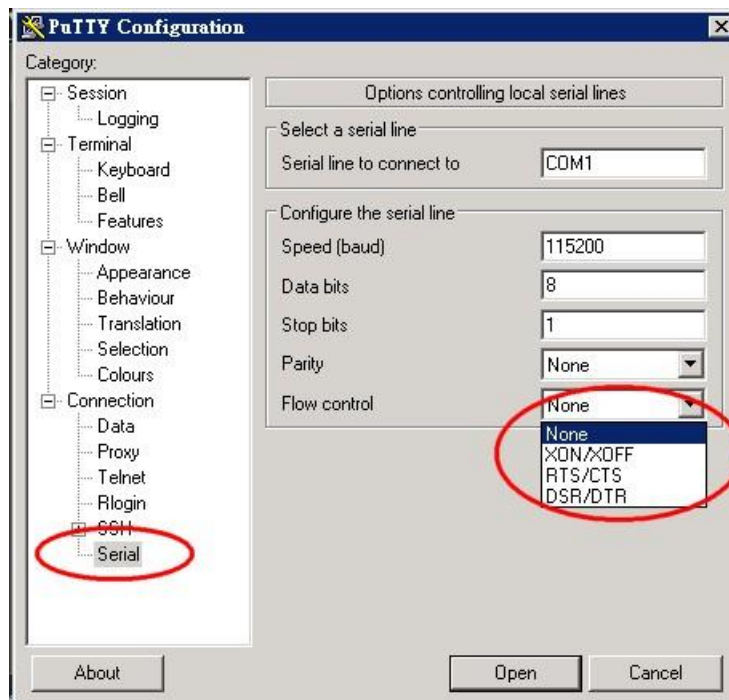 PuTTY Configuration
Category:
Session
Logging
Terminal
Keyboard
Bell
Features
Window
Appearance
Behaviour
Translation
Selection
Colours
Connection
Data
Proxy
Telnet
Rlogin
SSH
Serial
Options controlling local serial lines
Select a serial line
Serial line to connect to COM1
Configure the serial line
Speed (baud) 115200
Data bits 8
Stop bits 1
Parity None
Flow control None
None
XON/XOFF
RTS/CTS
DSR/DTR
About
Open
Cancel